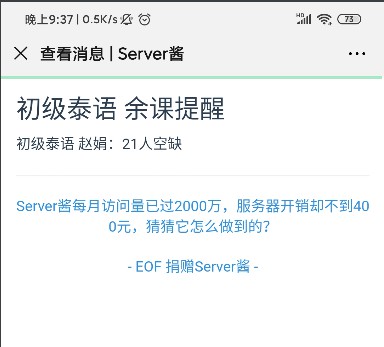 晚上9:37 | 0.5K/s
HD 73
查看消息 | Server酱
初级泰语 余课提醒
初级泰语 赵娟：21人空缺
Server酱每月访问量已过2000万，服务器开销却不到40
0元，猜猜它怎么做到的？
- EOF 捐赠Server酱 -